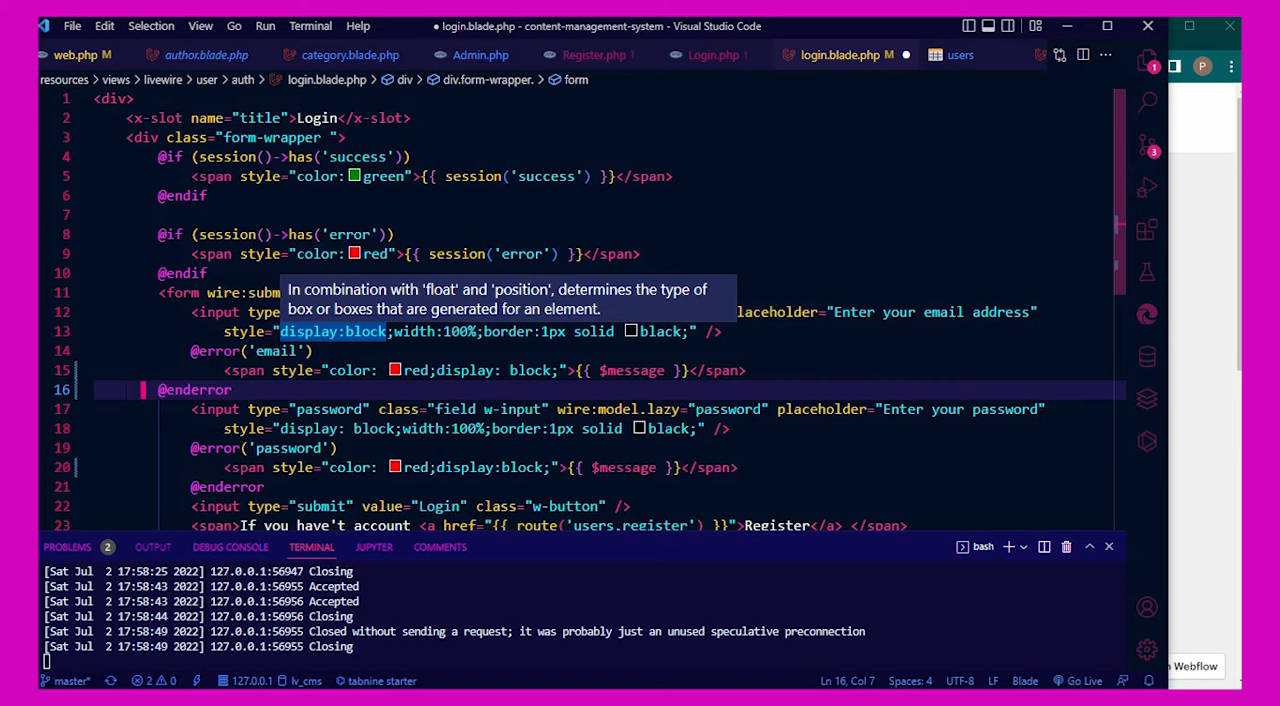 File Edit Selection View Go Run Terminal Help ● login.blade.php - content-management-system - Visual Studio Code
web.php M author.blade.php category.blade.php Admin.php Register.php 1 Login.php 1 login.blade.php M ● users ···
resources > views > livewire > user > auth > login.blade.php > div > div.form-wrapper. > form
1 <div>
2 <x-slot name="title">Login</x-slot>
3 <div class="form-wrapper ">
4 @if (session()->has('success'))
5 <span style="color:green">{{ session('success') }}</span>
6 @endif
7
8 @if (session()->has('error'))
9 <span style="color:red">{{ session('error') }}</span>
10 @endif
In combination with 'float' and 'position', determines the type of
box or boxes that are generated for an element.
11 <form wire:subm
12 <input type= placeholder="Enter your email address"
13 style="display:block;width:100%;border:1px solid black;" />
14 @error('email')
15 <span style="color: red;display: block;">{{ $message }}</span>
16 @enderror
17 <input type="password" class="field w-input" wire:model.lazy="password" placeholder="Enter your password"
18 style="display: block;width:100%;border:1px solid black;" />
19 @error('password')
20 <span style="color: red;display:block;">{{ $message }}</span>
21 @enderror
22 <input type="submit" value="Login" class="w-button" />
23 <span>If you have't account <a href="{{ route('users.register') }}">Register</a> </span>
PROBLEMS 2 OUTPUT DEBUG CONSOLE TERMINAL JUPYTER COMMENTS bash
[Sat Jul 2 17:58:25 2022] 127.0.0.1:56947 Closing
[Sat Jul 2 17:58:43 2022] 127.0.0.1:56955 Accepted
[Sat Jul 2 17:58:43 2022] 127.0.0.1:56956 Accepted
[Sat Jul 2 17:58:44 2022] 127.0.0.1:56956 Closing
[Sat Jul 2 17:58:49 2022] 127.0.0.1:56955 Closed without sending a request; it was probably just an unused speculative preconnection
[Sat Jul 2 17:58:49 2022] 127.0.0.1:56955 Closing
master* 2 0 127.0.0.1 lv_cms tabnine starter Ln 16, Col 7 Spaces: 4 UTF-8 LF Blade Go Live
1
3
P
Webflow